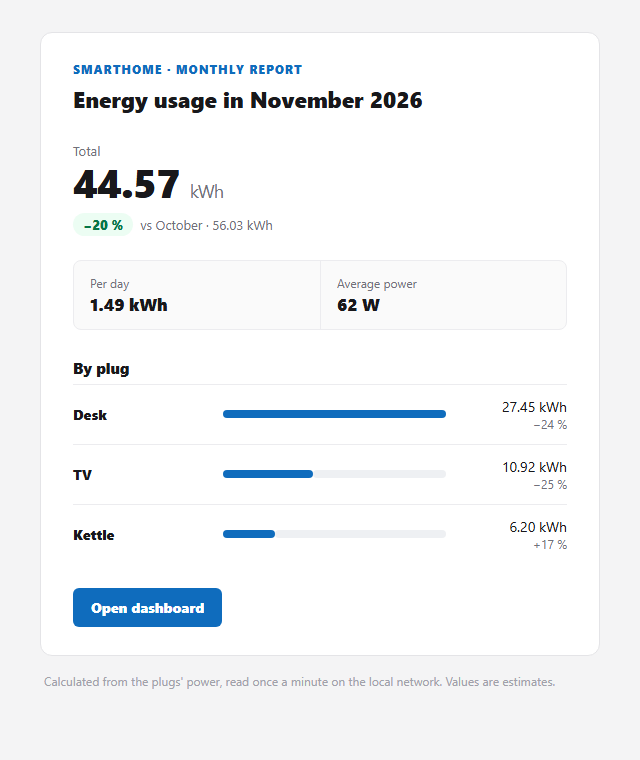 SMARTHOME · MONTHLY REPORT
Energy usage in November 2026
Total
44.57 kWh
−20 % vs October · 56.03 kWh
Per day
1.49 kWh
Average power
62 W
By plug
Desk
27.45 kWh
−24 %
TV
10.92 kWh
−25 %
Kettle
6.20 kWh
+17 %
Open dashboard
Calculated from the plugs' power, read once a minute on the local network. Values are estimates.